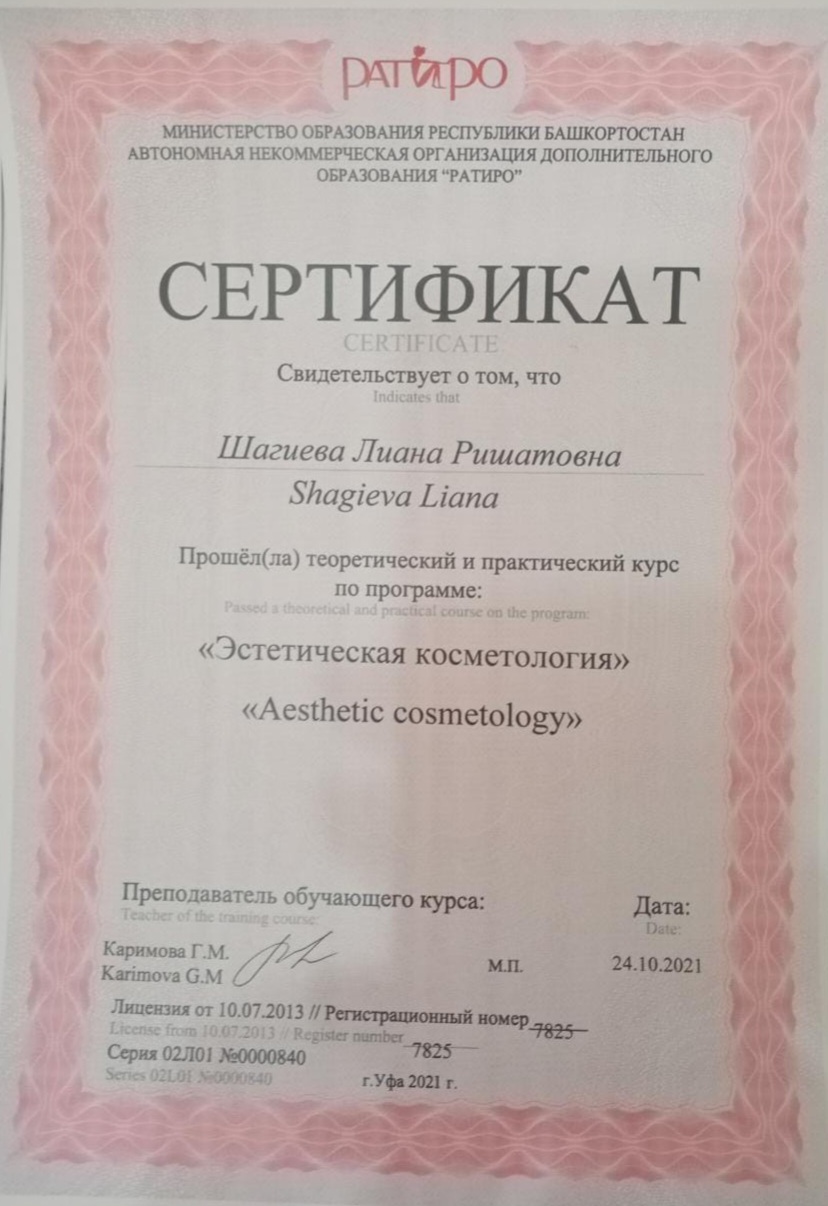 РАТИРО
МИНИСТЕРСТВО ОБРАЗОВАНИЯ РЕСПУБЛИКИ БАШКОРТОСТАН
АВТОНОМНАЯ НЕКОММЕРЧЕСКАЯ ОРГАНИЗАЦИЯ ДОПОЛНИТЕЛЬНОГО
ОБРАЗОВАНИЯ “РАТИРО”
СЕРТИФИКАТ
CERTIFICATE
Свидетельствует о том, что
Indicates that
Шагиева Лиана Ришатовна
Shagieva Liana
Прошёл(ла) теоретический и практический курс
по программе:
Passed a theoretical and practical course on the program:
«Эстетическая косметология»
«Aesthetic cosmetology»
Преподаватель обучающего курса:
Teacher of the training course:
Каримова Г.М.
Karimova G.M
М.П.
Дата:
Date:
24.10.2021
Лицензия от 10.07.2013 // Регистрационный номер 7825
License from 10.07.2013 // Register number 7825
Серия 02Л01 №0000840
Series 02L01 №0000840
г.Уфа 2021 г.